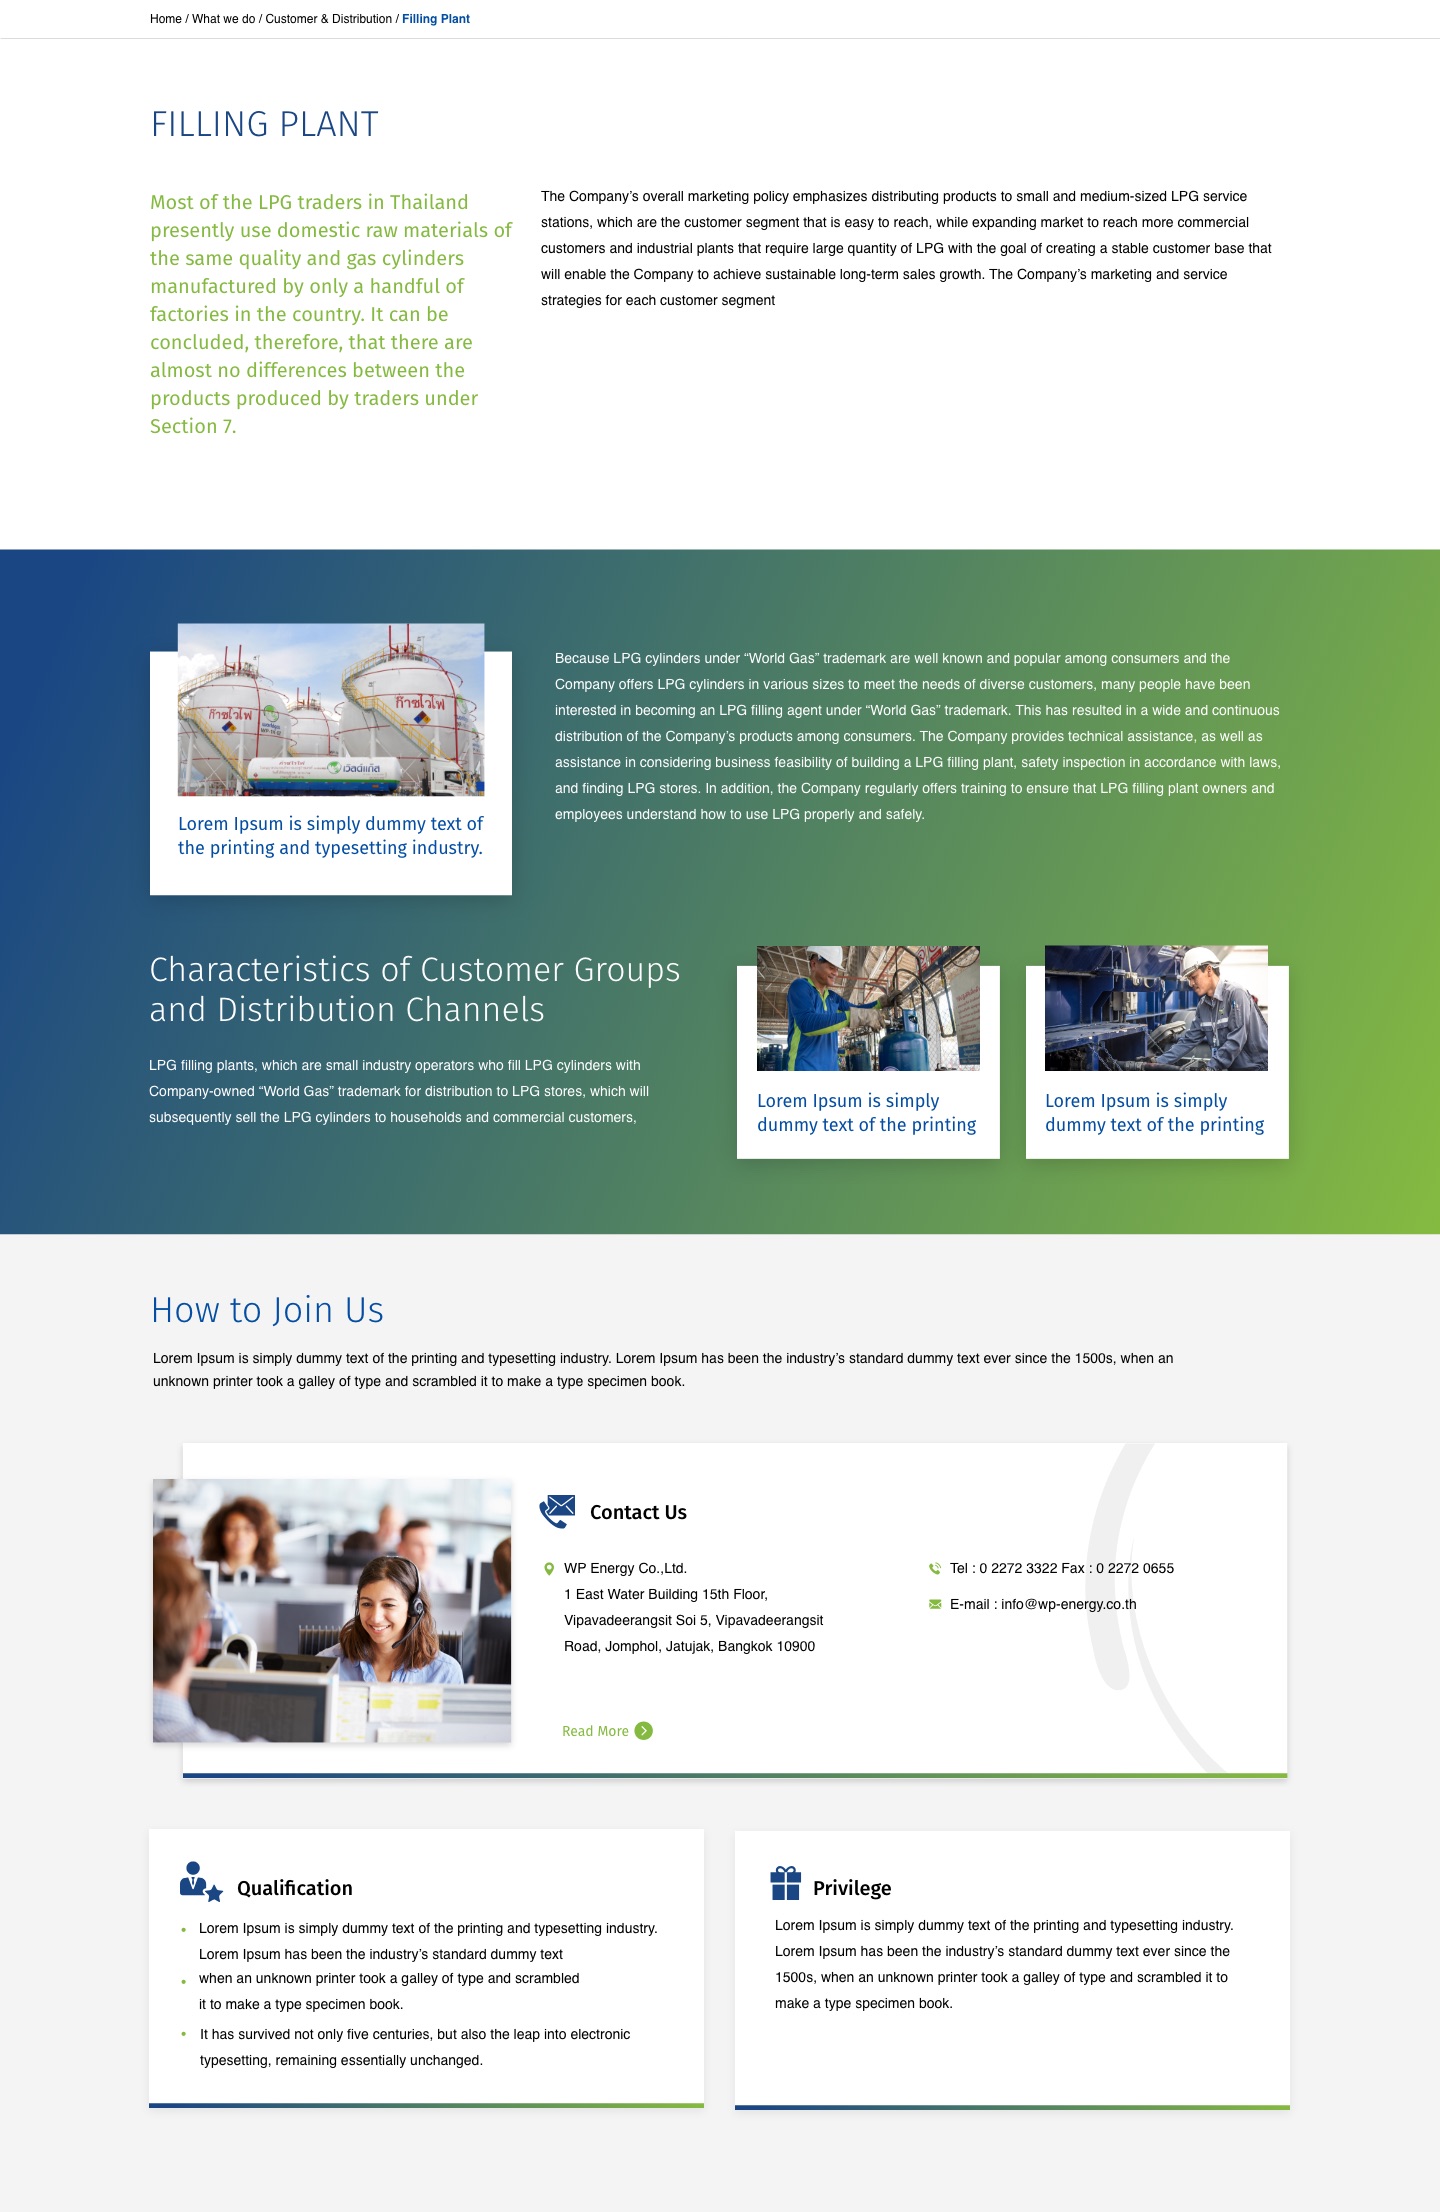 Home / What we do / Customer & Distribution / Filling Plant
FILLING PLANT
Most of the LPG traders in Thailand
presently use domestic raw materials of
the same quality and gas cylinders
manufactured by only a handful of
factories in the country. It can be
concluded, therefore, that there are
almost no differences between the
products produced by traders under
Section 7.
The Company’s overall marketing policy emphasizes distributing products to small and medium-sized LPG service
stations, which are the customer segment that is easy to reach, while expanding market to reach more commercial
customers and industrial plants that require large quantity of LPG with the goal of creating a stable customer base that
will enable the Company to achieve sustainable long-term sales growth. The Company’s marketing and service
strategies for each customer segment
ก๊าซไวไฟ
ก๊าซไวไฟ
เวิลด์แก๊ส
Lorem Ipsum is simply dummy text of
the printing and typesetting industry.
Because LPG cylinders under “World Gas” trademark are well known and popular among consumers and the
Company offers LPG cylinders in various sizes to meet the needs of diverse customers, many people have been
interested in becoming an LPG filling agent under “World Gas” trademark. This has resulted in a wide and continuous
distribution of the Company’s products among consumers. The Company provides technical assistance, as well as
assistance in considering business feasibility of building a LPG filling plant, safety inspection in accordance with laws,
and finding LPG stores. In addition, the Company regularly offers training to ensure that LPG filling plant owners and
employees understand how to use LPG properly and safely.
Characteristics of Customer Groups
and Distribution Channels
LPG filling plants, which are small industry operators who fill LPG cylinders with
Company-owned “World Gas” trademark for distribution to LPG stores, which will
subsequently sell the LPG cylinders to households and commercial customers,
Lorem Ipsum is simply
dummy text of the printing
Lorem Ipsum is simply
dummy text of the printing
How to Join Us
Lorem Ipsum is simply dummy text of the printing and typesetting industry. Lorem Ipsum has been the industry’s standard dummy text ever since the 1500s, when an
unknown printer took a galley of type and scrambled it to make a type specimen book.
Contact Us
WP Energy Co.,Ltd.
1 East Water Building 15th Floor,
Vipavadeerangsit Soi 5, Vipavadeerangsit
Road, Jomphol, Jatujak, Bangkok 10900
Tel : 0 2272 3322 Fax : 0 2272 0655
E-mail : info@wp-energy.co.th
Read More
Qualification
Lorem Ipsum is simply dummy text of the printing and typesetting industry.
Lorem Ipsum has been the industry’s standard dummy text
when an unknown printer took a galley of type and scrambled
it to make a type specimen book.
It has survived not only five centuries, but also the leap into electronic
typesetting, remaining essentially unchanged.
Privilege
Lorem Ipsum is simply dummy text of the printing and typesetting industry.
Lorem Ipsum has been the industry’s standard dummy text ever since the
1500s, when an unknown printer took a galley of type and scrambled it to
make a type specimen book.